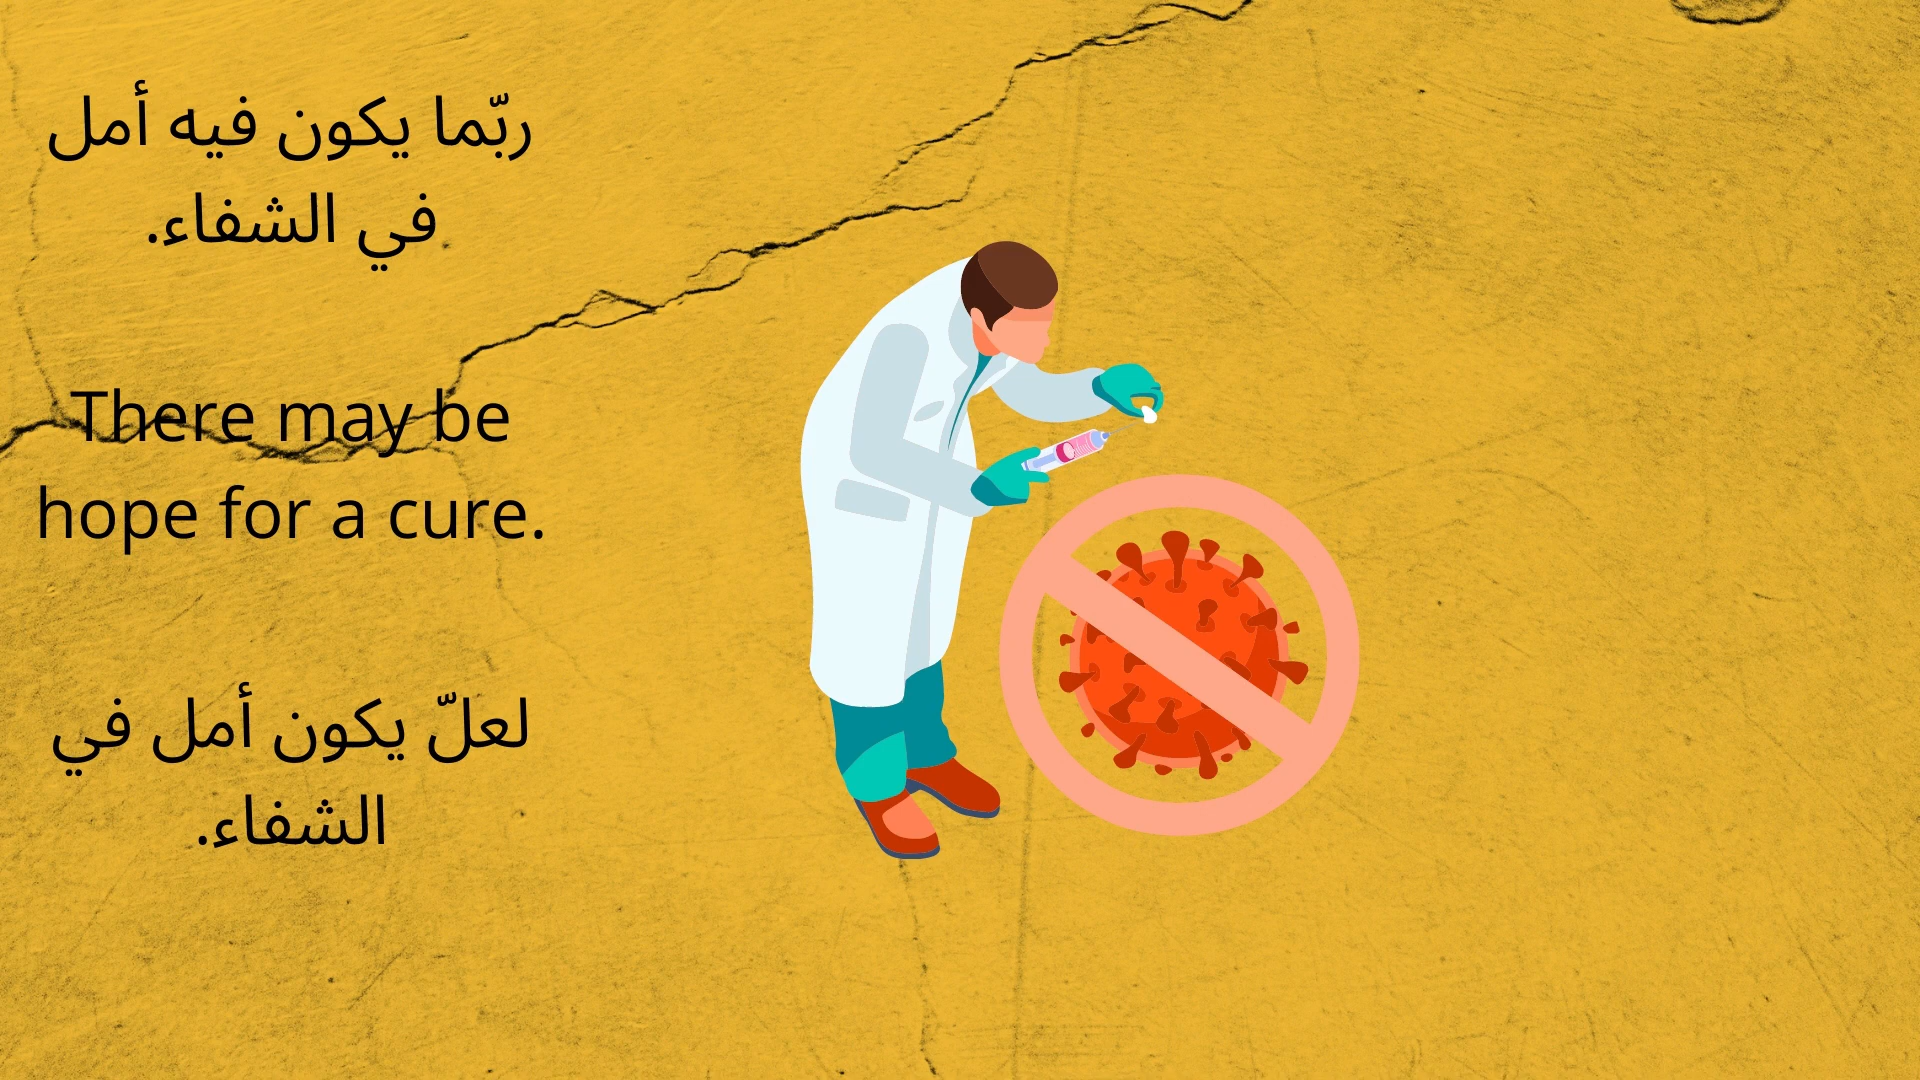 ربّما يكون فيه أمل
في الشفاء.
There may be
hope for a cure.
لعلّ يكون أمل في
الشفاء.